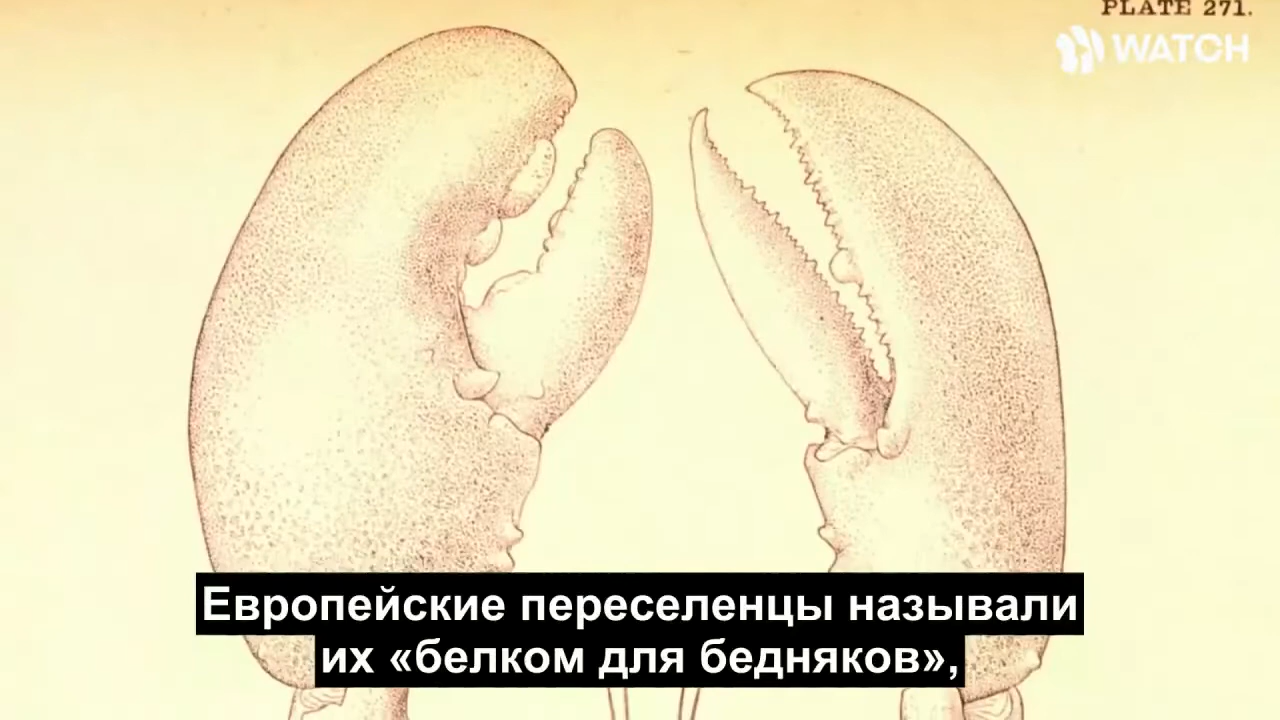 PLATE 271.
WATCH
Европейские переселенцы называли
их «белком для бедняков»,